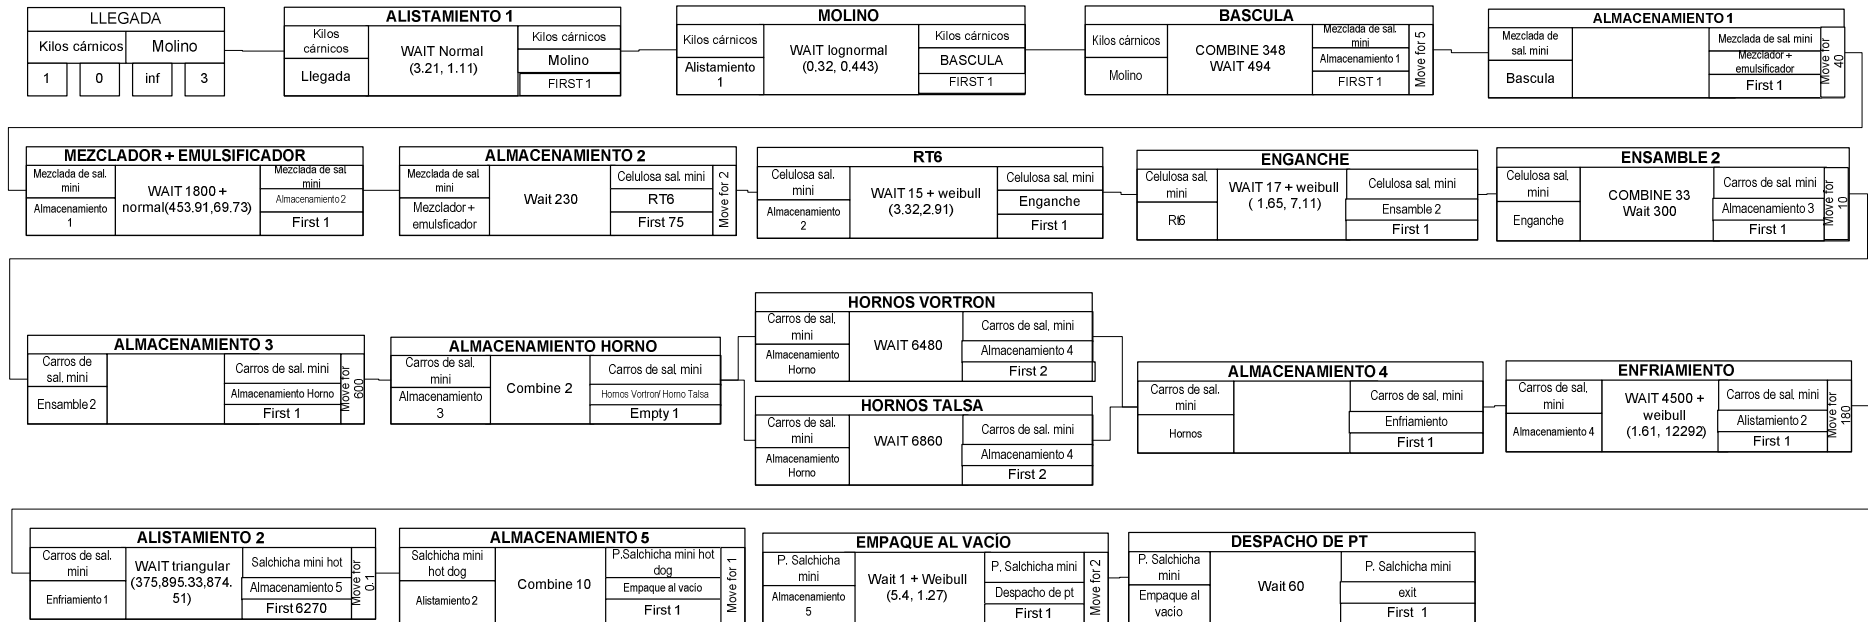 LLEGADA
Kilos cárnicos
Molino
1
0
inf
3
ALISTAMIENTO 1
Kilos
cárnicos
Llegada
WAIT Normal
(3.21, 1.11)
Kilos cárnicos
Molino
FIRST 1
MOLINO
Kilos cárnicos
Alistamiento
1
WAIT lognormal
(0.32, 0.443)
Kilos cárnicos
BASCULA
FIRST 1
BASCULA
Kilos cárnicos
Molino
COMBINE 348
WAIT 494
Mezclada de sal.
mini
Almacenamiento 1
FIRST 1
Move for 5
ALMACENAMIENTO 1
Mezclada de
sal. mini
Bascula
Mezclada de sal. mini
Mezclador +
emulsificador
First 1
Move for
40
MEZCLADOR + EMULSIFICADOR
Mezclada de sal.
mini
Almacenamiento
1
WAIT 1800 +
normal(453,91,69.73)
Mezclada de sal.
mini
Almacenamiento 2
First 1
ALMACENAMIENTO 2
Mezclada de sal.
mini
Mezclador +
emulsficador
Wait 230
Celulosa sal. mini
RT6
First 75
Move for 2
RT6
Celulosa sal.
mini
Almacenamiento
2
WAIT 15 + weibull
(3.32,2.91)
Celulosa sal. mini
Enganche
First 1
ENGANCHE
Celulosa sal.
mini
Rt6
WAIT 17 + weibull
( 1,65, 7,11)
Celulosa sal. mini
Ensamble 2
First 1
ENSAMBLE 2
Celulosa sal.
mini
Enganche
COMBINE 33
Wait 300
Carros de sal. mini
Almacenamiento 3
First 1
Move for
10
ALMACENAMIENTO 3
Carros de
sal. mini
Ensamble 2
Carros de sal. mini
Almacenamiento Horno
First 1
Move for
600
ALMACENAMIENTO HORNO
Carros de sal.
mini
Almacenamiento
3
Combine 2
Carros de sal. mini
Hornos Vortron/ Horno Talsa
Empty 1
HORNOS VORTRON
Carros de sal.
mini
Almacenamiento
Horno
WAIT 6480
Carros de sal. mini
Almacenamiento 4
First 2
HORNOS TALSA
Carros de sal.
mini
Almacenamiento
Horno
WAIT 6860
Carros de sal. mini
Almacenamiento 4
First 2
ALMACENAMIENTO 4
Carros de sal.
mini
Hornos
Carros de sal. mini
Enfriamiento
First 1
ENFRIAMIENTO
Carros de sal.
mini
Almacenamiento 4
WAIT 4500 +
weibull
(1.61, 12292)
Carros de sal. mini
Alistamiento 2
First 1
Move for
180
ALISTAMIENTO 2
Carros de sal.
mini
Enfriamiento 1
WAIT triangular
(375,895.33,874.
51)
Salchicha mini hot
Almacenamiento 5
First 6270
Move for
0.1
ALMACENAMIENTO 5
Salchicha mini
hot dog
Alistamiento 2
Combine 10
P.Salchicha mini hot
dog
Empaque al vacio
First 1
Move for 1
EMPAQUE AL VACÍO
P. Salchicha
mini
Almacenamiento
5
Wait 1 + Weibull
(5.4, 1.27)
P. Salchicha mini
Despacho de pt
First 1
Move for 2
DESPACHO DE PT
P. Salchicha
mini
Empaque al
vacio
Wait 60
P. Salchicha mini
exit
First 1